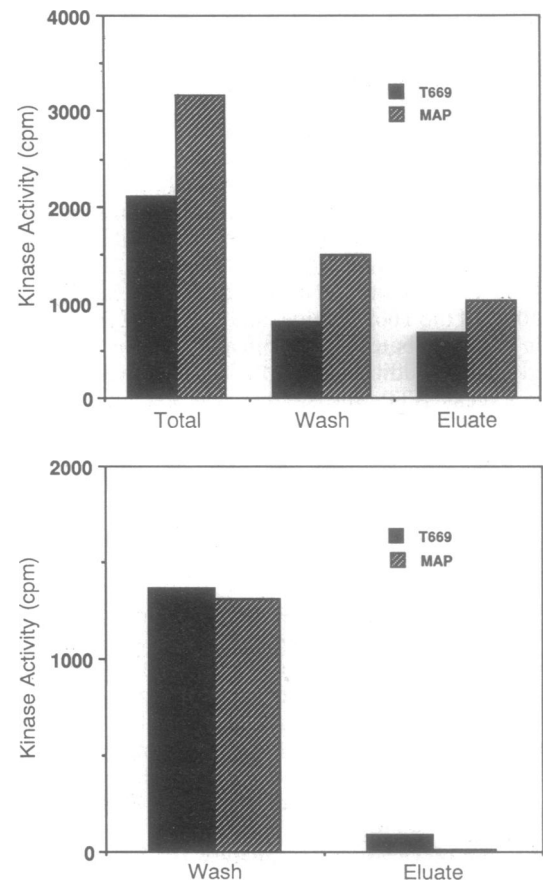 4000
3000
2000
1000
0
Kinase Activity (cpm)
T669
MAP
Total Wash Eluate
2000
1000
0
Kinase Activity (cpm)
T669
MAP
Wash Eluate